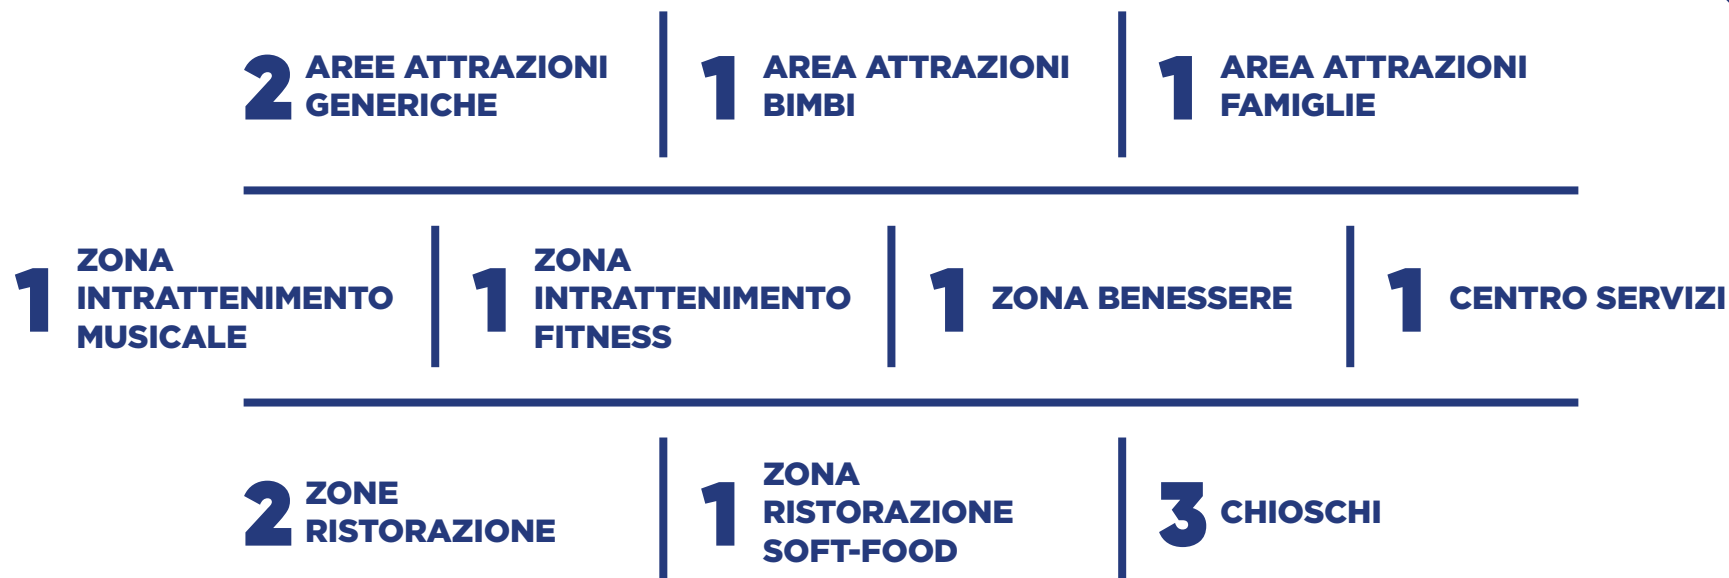 2 AREE ATTRAZIONI
GENERICHE
1 AREA ATTRAZIONI
BIMBI
1 AREA ATTRAZIONI
FAMIGLIE
1 ZONA
INTRATTENIMENTO
MUSICALE
1 ZONA
INTRATTENIMENTO
FITNESS
1 ZONA BENESSERE
1 CENTRO SERVIZI
2 ZONE
RISTORAZIONE
1 ZONA
RISTORAZIONE
SOFT-FOOD
3 CHIOSCHI